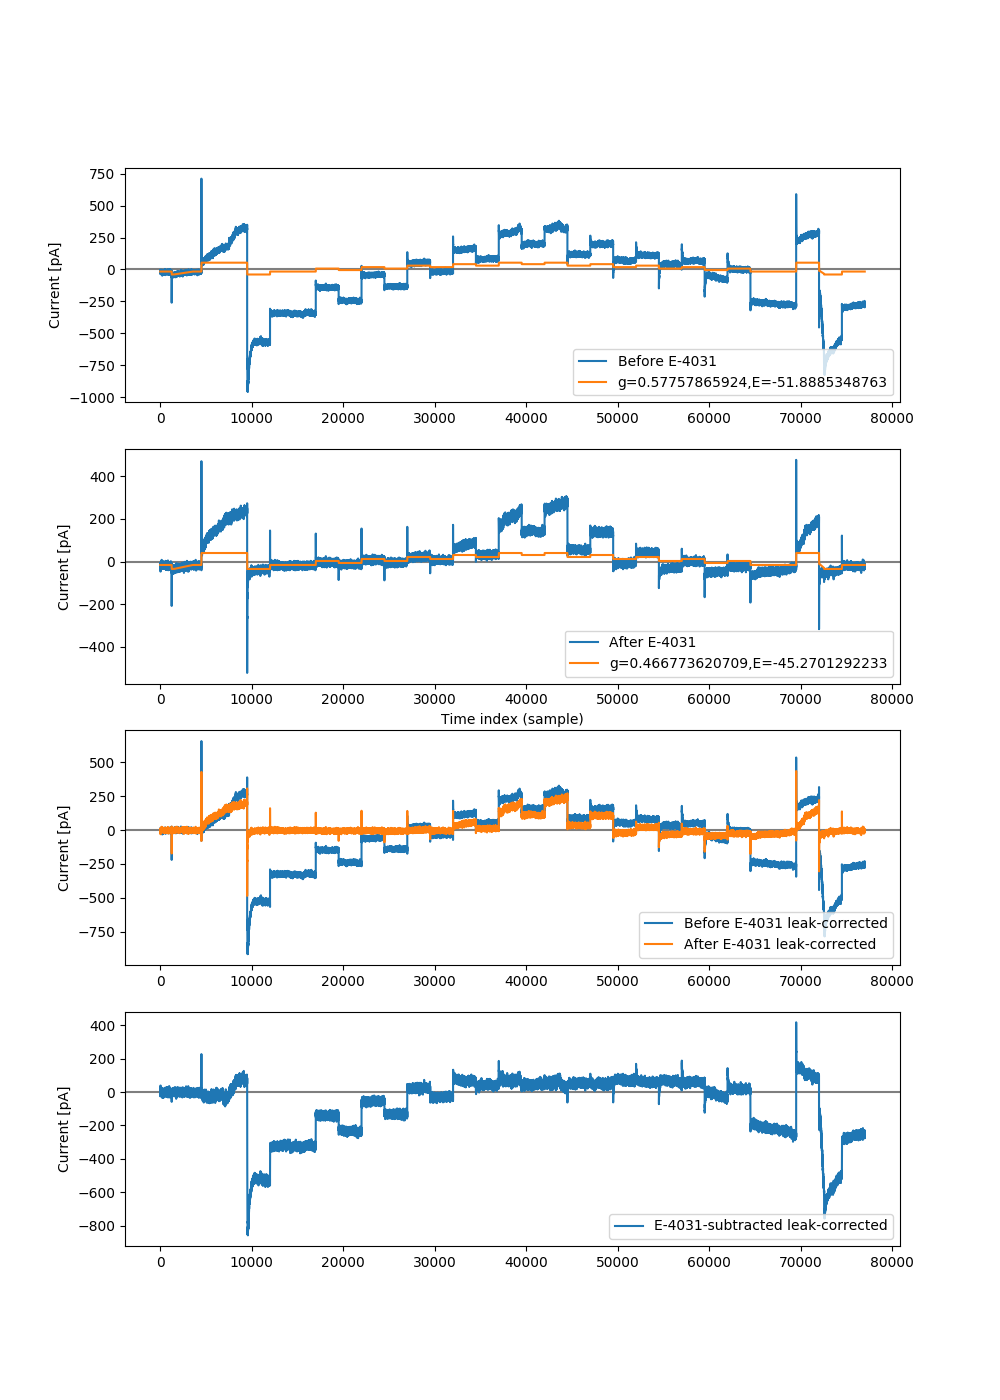 750
500
250
0
−250
−500
−750
−1000
Current [pA]
Before E-4031
g=0.57757865924,E=-51.8885348763
0 10000 20000 30000 40000 50000 60000 70000 80000
400
200
0
−200
−400
Current [pA]
After E-4031
g=0.466773620709,E=-45.2701292233
0 10000 20000 30000 40000 50000 60000 70000 80000
Time index (sample)
500
250
0
−250
−500
−750
Current [pA]
Before E-4031 leak-corrected
After E-4031 leak-corrected
0 10000 20000 30000 40000 50000 60000 70000 80000
400
200
0
−200
−400
−600
−800
Current [pA]
E-4031-subtracted leak-corrected
0 10000 20000 30000 40000 50000 60000 70000 80000